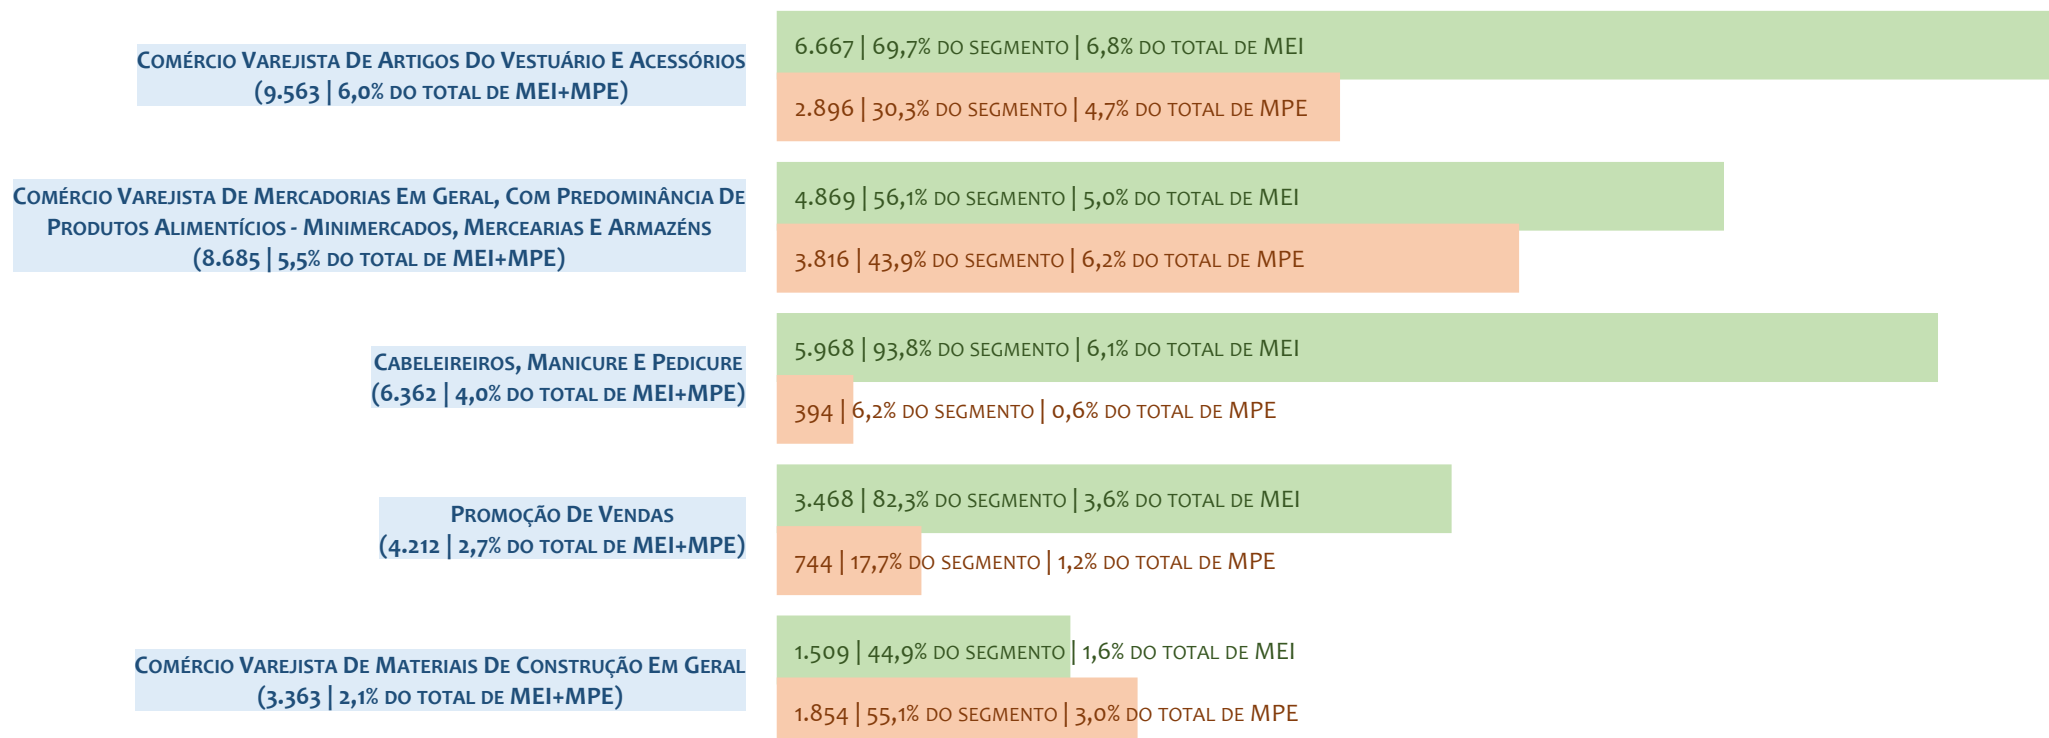 Comércio Varejista De Artigos Do Vestuário E Acessórios
(9.563 | 6,0% do total de MEI+MPE)
6.667 | 69,7% do segmento | 6,8% do total de MEI
2.896 | 30,3% do segmento | 4,7% do total de MPE
Comércio Varejista De Mercadorias Em Geral, Com Predominância De
Produtos Alimentícios - Minimercados, Mercearias E Armazéns
(8.685 | 5,5% do total de MEI+MPE)
4.869 | 56,1% do segmento | 5,0% do total de MEI
3.816 | 43,9% do segmento | 6,2% do total de MPE
Cabeleireiros, Manicure E Pedicure
(6.362 | 4,0% do total de MEI+MPE)
5.968 | 93,8% do segmento | 6,1% do total de MEI
394 | 6,2% do segmento | 0,6% do total de MPE
Promoção De Vendas
(4.212 | 2,7% do total de MEI+MPE)
3.468 | 82,3% do segmento | 3,6% do total de MEI
744 | 17,7% do segmento | 1,2% do total de MPE
Comércio Varejista De Materiais De Construção Em Geral
(3.363 | 2,1% do total de MEI+MPE)
1.509 | 44,9% do segmento | 1,6% do total de MEI
1.854 | 55,1% do segmento | 3,0% do total de MPE